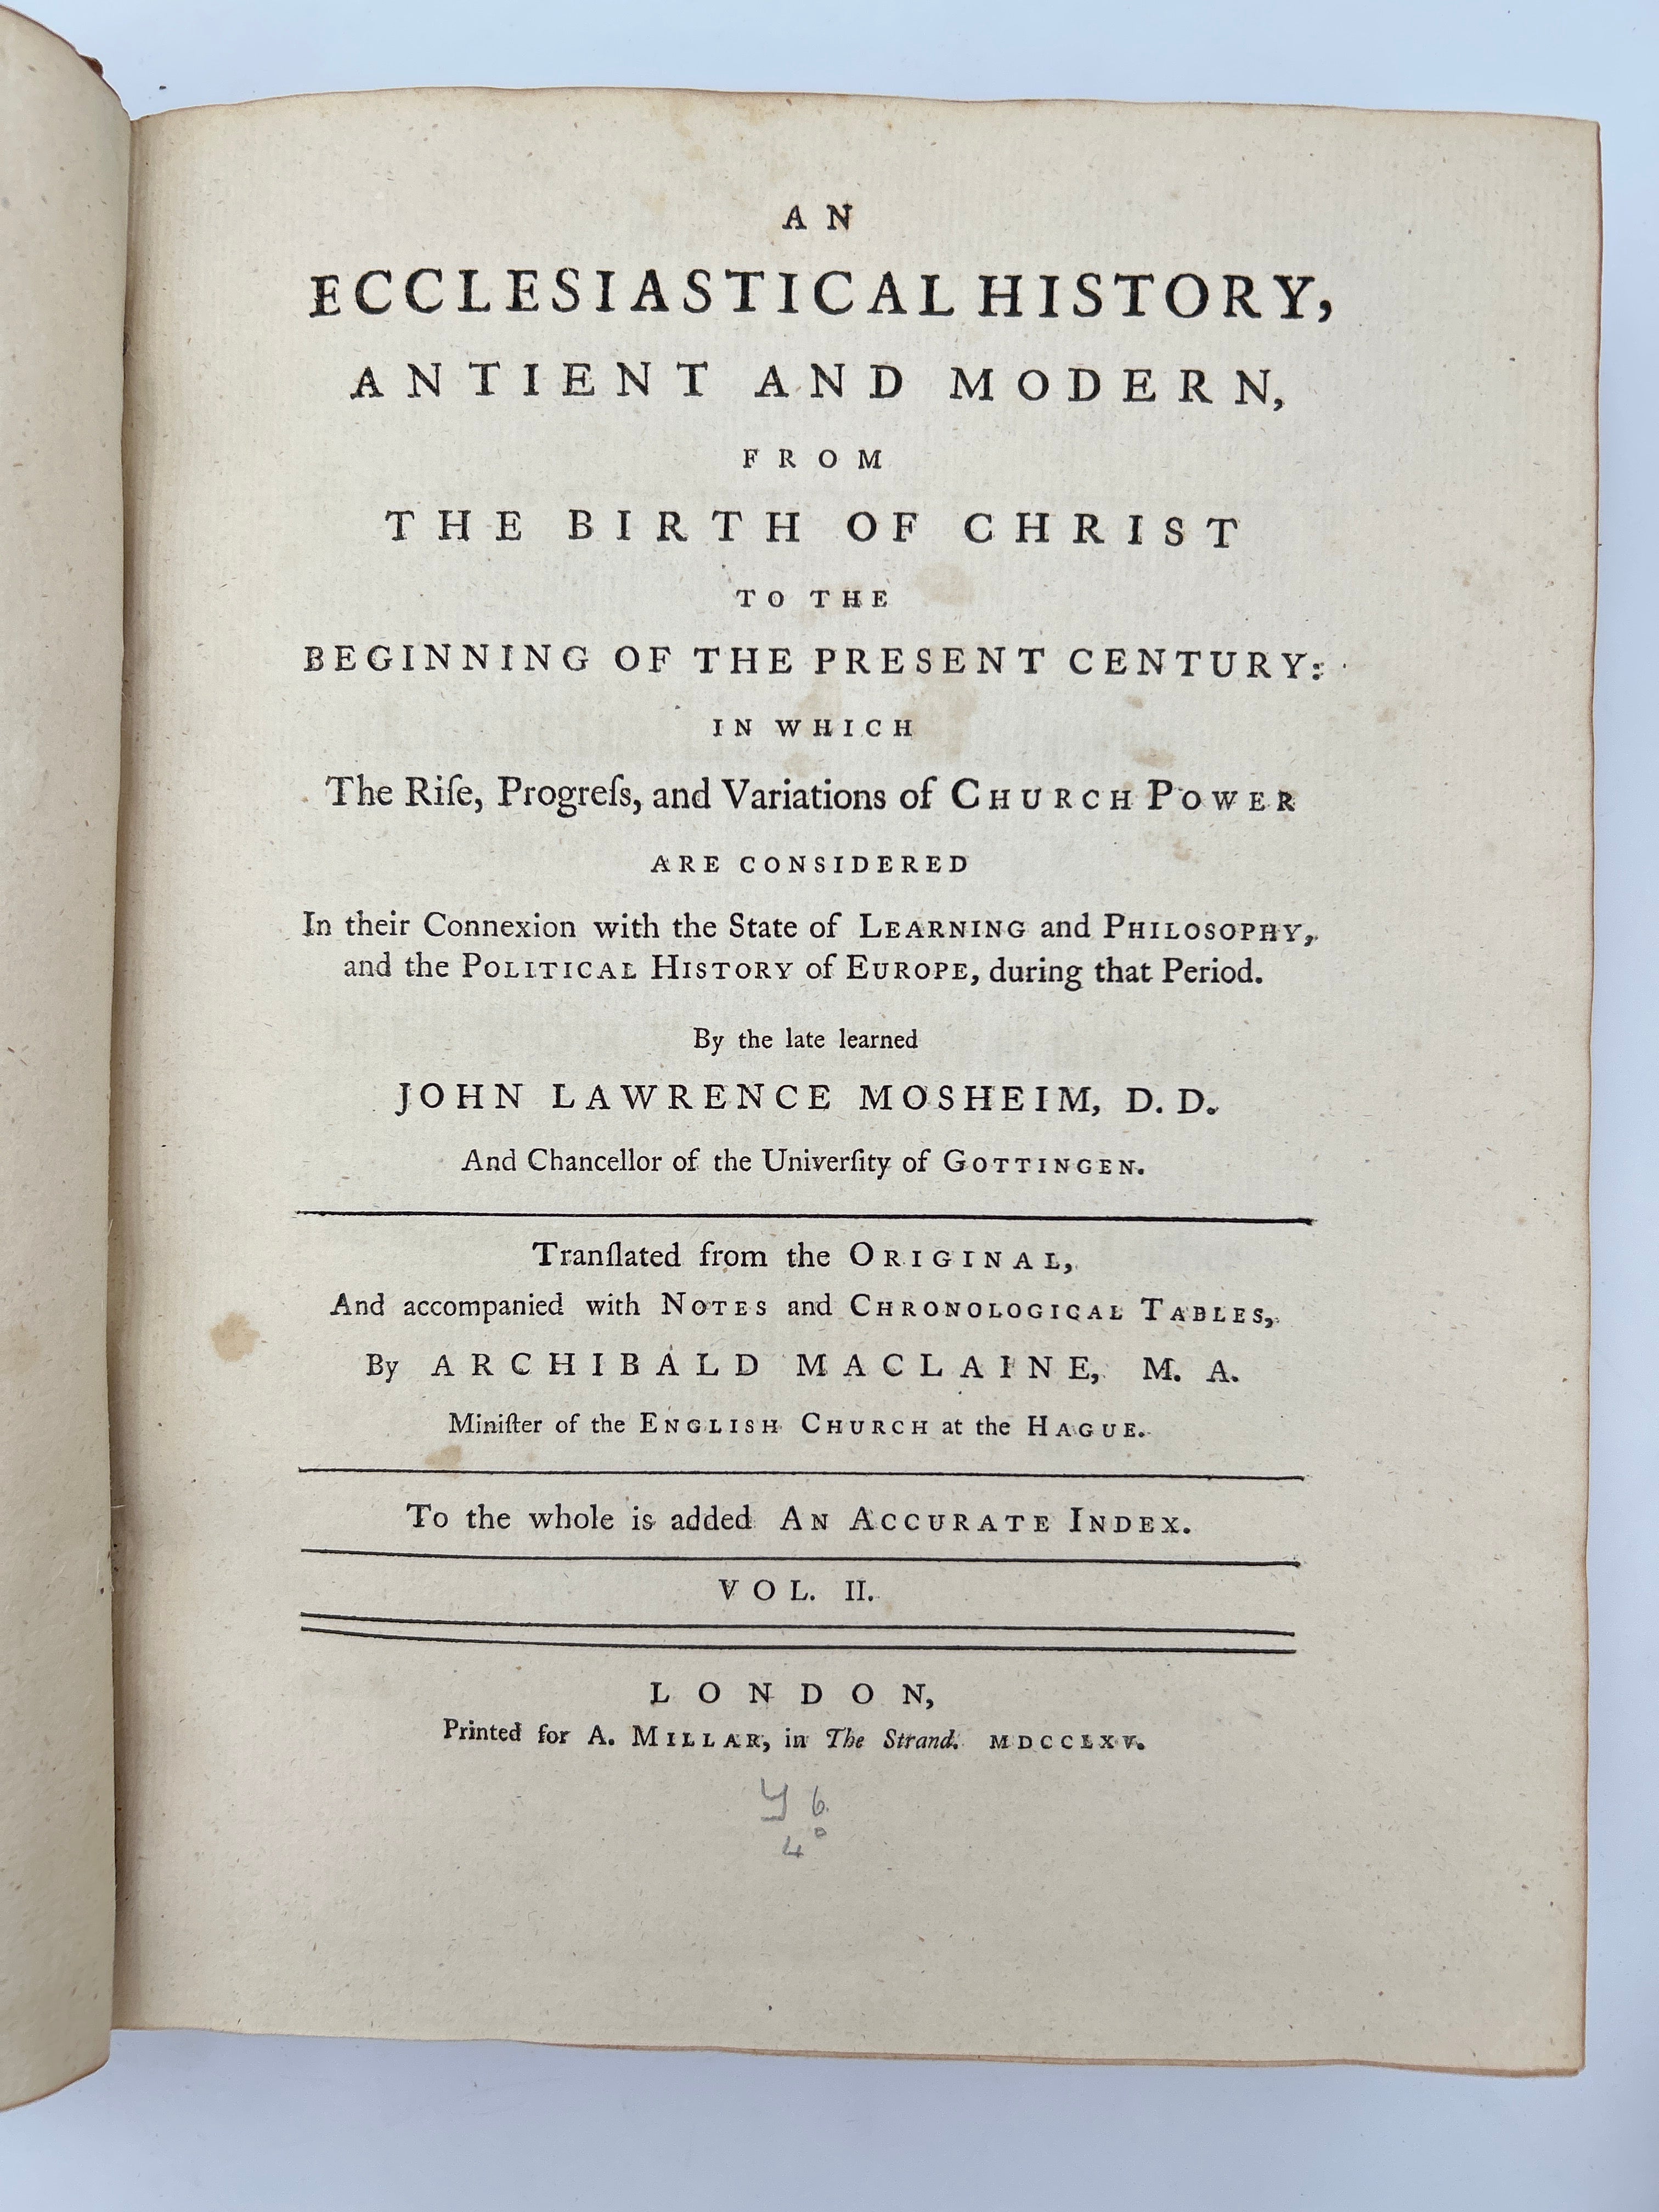 AN
ECCLESIASTICAL HISTORY,
ANTIENT AND MODERN,
FROM
THE BIRTH OF CHRIST
TO THE
BEGINNING OF THE PRESENT CENTURY:
IN WHICH
The Riſe, Progreſs, and Variations of CHURCH POWER
ARE CONSIDERED
In their Connexion with the State of LEARNING and PHILOSOPHY,
and the POLITICAL HISTORY of EUROPE, during that Period.
By the late learned
JOHN LAWRENCE MOSHEIM, D. D.
And Chancellor of the Univerſity of GOTTINGEN.
Tranſlated from the ORIGINAL,
And accompanied with NOTES and CHRONOLOGICAL TABLES,
By ARCHIBALD MACLAINE, M. A.
Miniſter of the ENGLISH CHURCH at the HAGUE.
To the whole is added AN ACCURATE INDEX.
VOL. II.
LONDON,
Printed for A. MILLAR, in The Strand. MDCCLXV.
6
4°